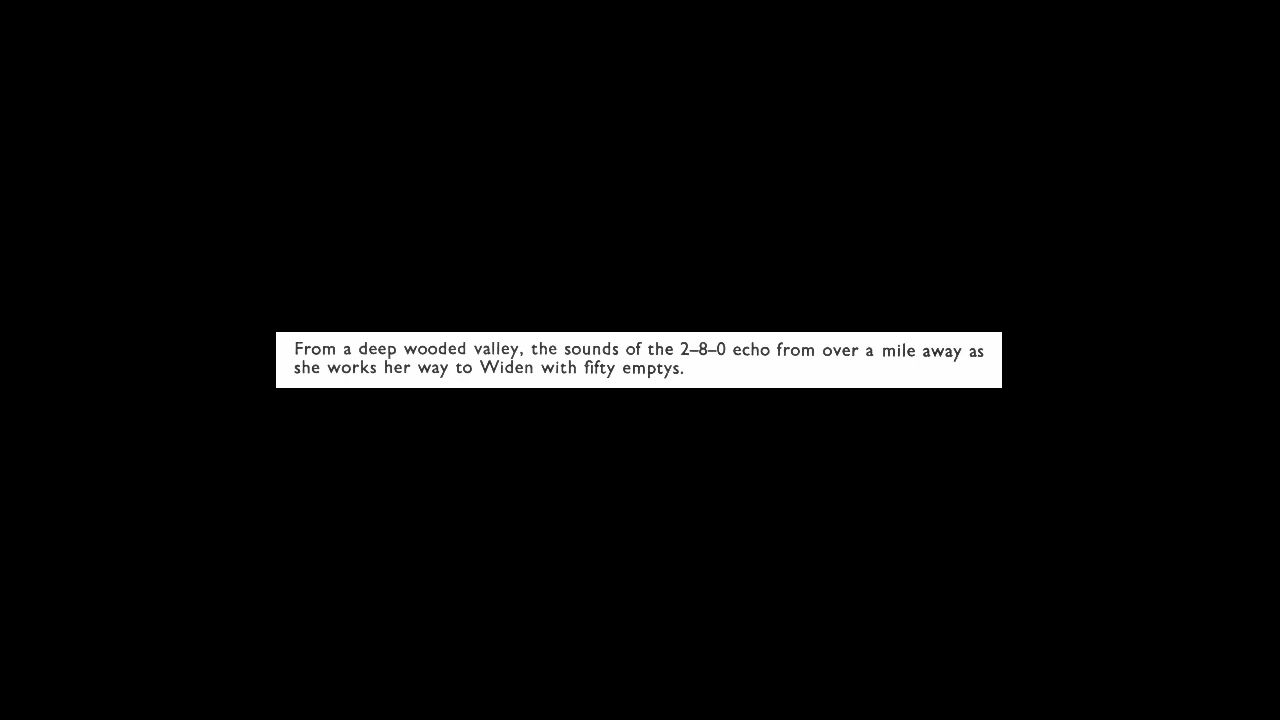 From a deep wooded valley, the sounds of the 2–8–0 echo from over a mile away as
she works her way to Widen with fifty emptys.